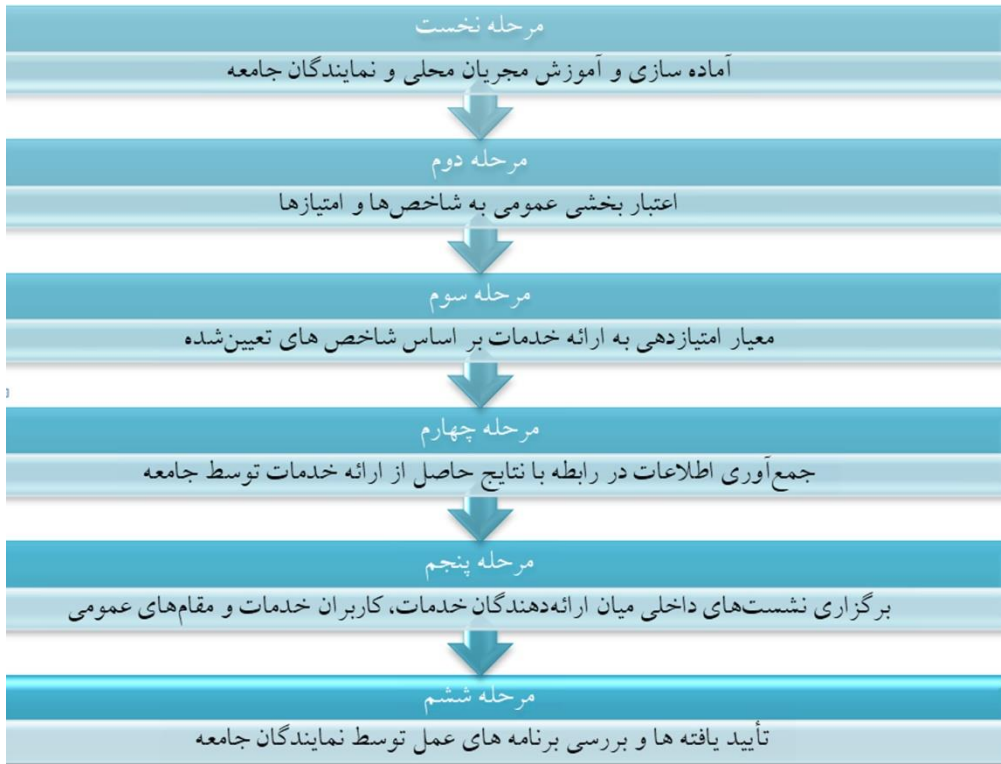 مرحله نخست
آماده سازی و آموزش مجریان محلی و نمایندگان جامعه
مرحله دوم
اعتبار بخشی عمومی به شاخص‌ها و امتیازها
مرحله سوم
معیار امتیازدهی به ارائه خدمات بر اساس شاخص های تعیین‌شده
مرحله چهارم
جمع‌آوری اطلاعات در رابطه با نتایج حاصل از ارائه خدمات توسط جامعه
مرحله پنجم
برگزاری نشست‌های داخلی میان ارائه‌دهندگان خدمات، کاربران خدمات و مقام‌های عمومی
مرحله ششم
تأیید یافته ها و بررسی برنامه های عمل توسط نمایندگان جامعه